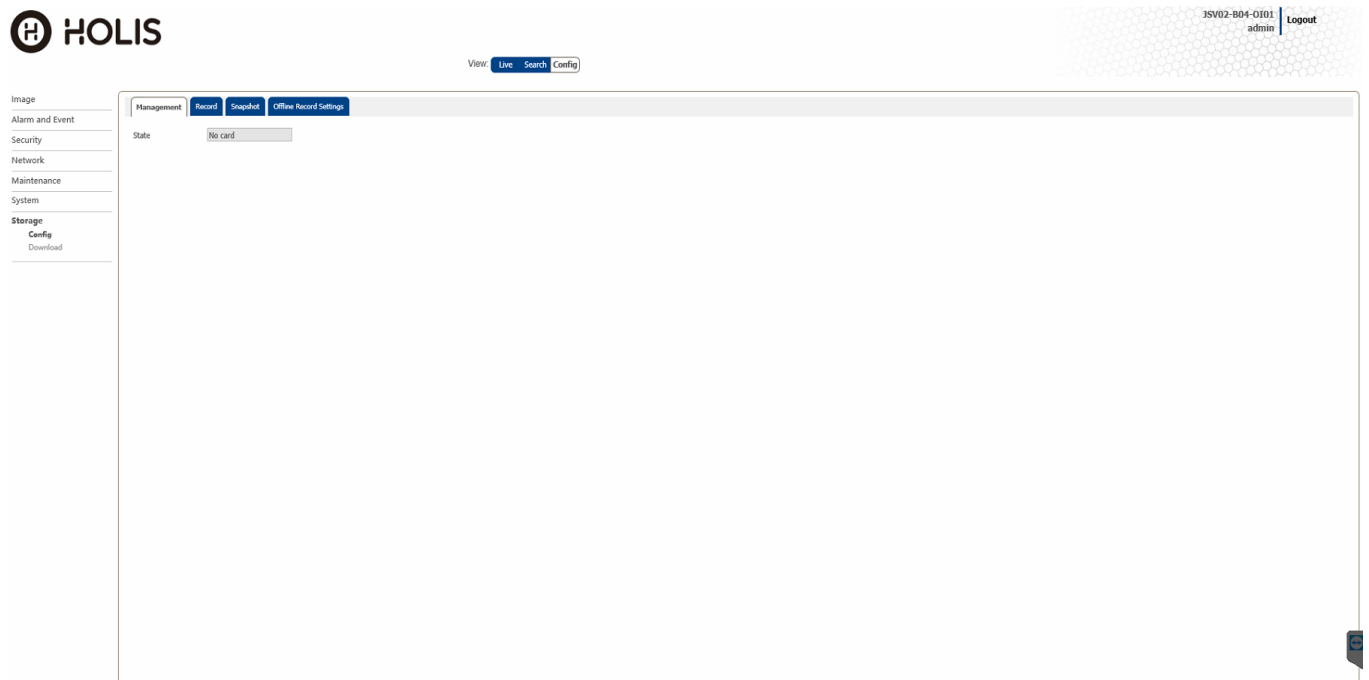 HOLIS
JSV02-B04-OI01
admin
Logout
View: Live Search Config
Image
Alarm and Event
Security
Network
Maintenance
System
Storage
Config
Download
Management Record Snapshot Offline Record Settings
State No card